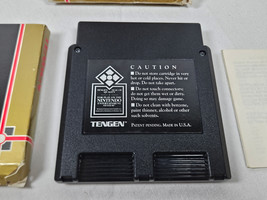 CAUTION
■ Do not store cartridge in very
hot or cold places. Never hit or
drop. Do not take apart.
■ Do not touch connectors;
do not get them wet or dirty.
Doing so may damage game.
■ Do not clean with benzene,
paint thinner, alcohol or other
such solvents.
NINTENDO
TENGEN
PATENT PENDING. MADE IN U.S.A.